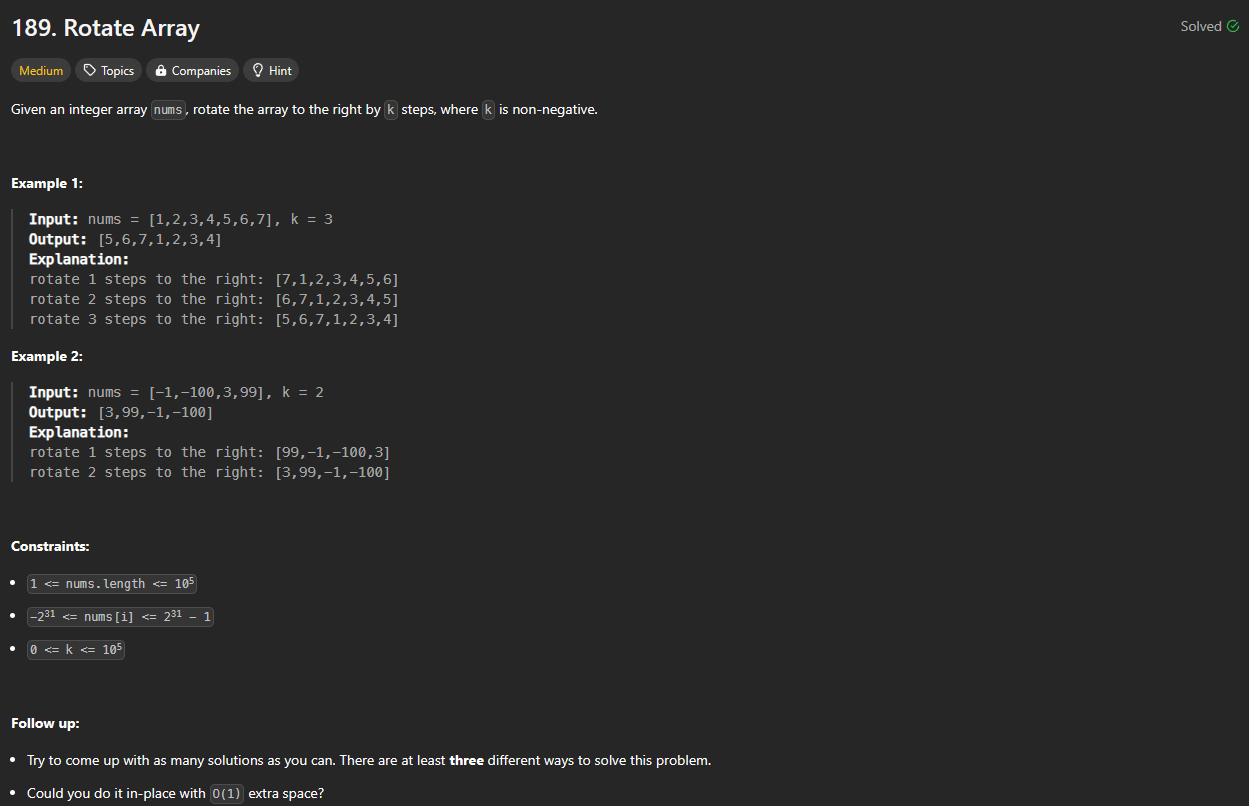 189. Rotate Array
Solved
Medium Topics Companies Hint
Given an integer array nums, rotate the array to the right by k steps, where k is non-negative.
Example 1:
Input: nums = [1,2,3,4,5,6,7], k = 3
Output: [5,6,7,1,2,3,4]
Explanation:
rotate 1 steps to the right: [7,1,2,3,4,5,6]
rotate 2 steps to the right: [6,7,1,2,3,4,5]
rotate 3 steps to the right: [5,6,7,1,2,3,4]
Example 2:
Input: nums = [-1,-100,3,99], k = 2
Output: [3,99,-1,-100]
Explanation:
rotate 1 steps to the right: [99,-1,-100,3]
rotate 2 steps to the right: [3,99,-1,-100]
Constraints:
• 1 <= nums.length <= 10⁵
• -2³¹ <= nums[i] <= 2³¹ - 1
• 0 <= k <= 10⁵
Follow up:
• Try to come up with as many solutions as you can. There are at least three different ways to solve this problem.
• Could you do it in-place with O(1) extra space?